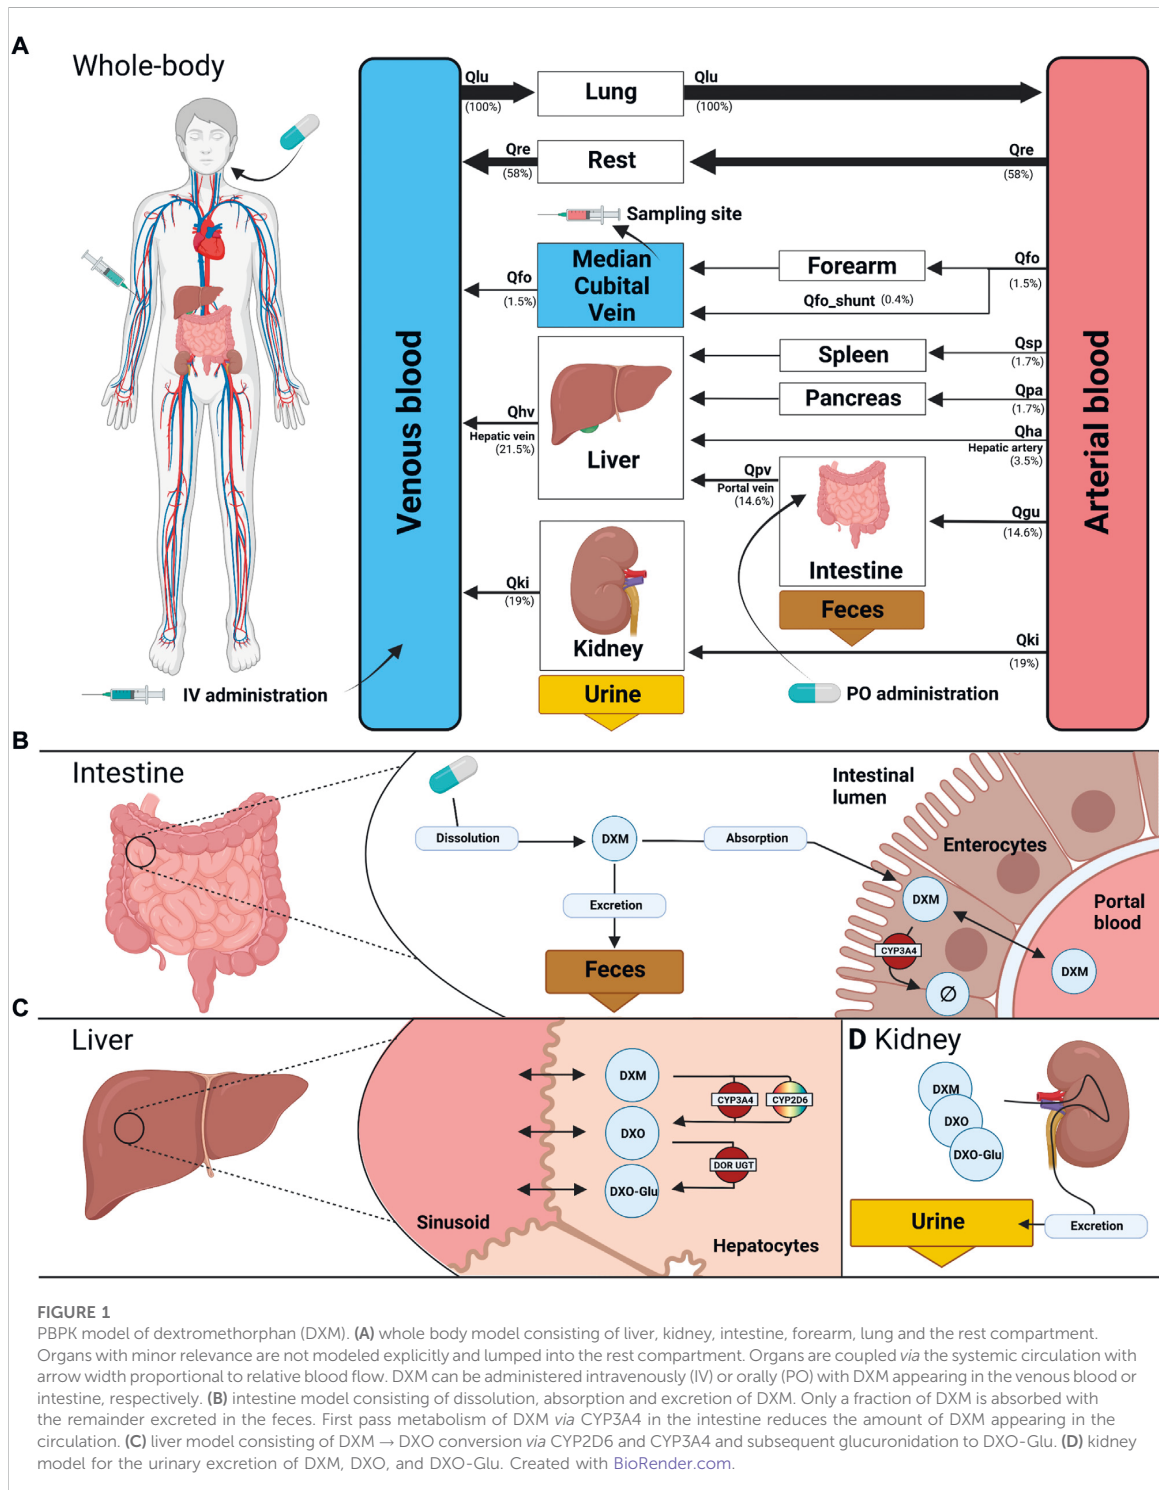 A
Whole-body
Qlu
(100%)
Lung
Qlu
(100%)
Qre
(58%)
Rest
Qre
(58%)
Sampling site
Median
Cubital
Vein
Qfo
(1.5%)
Forearm
Qfo
(1.5%)
Qfo_shunt (0.4%)
Spleen
Qsp
(1.7%)
Pancreas
Qpa
(1.7%)
Qhv
Hepatic vein
(21.5%)
Liver
Qha
Hepatic artery
(3.5%)
Qpv
Portal vein
(14.6%)
Intestine
Qgu
(14.6%)
Feces
Qki
(19%)
Kidney
Qki
(19%)
Urine
Venous blood
Arterial blood
IV administration
PO administration
B
Intestine
Dissolution
DXM
Absorption
Excretion
Feces
Intestinal
lumen
Enterocytes
DXM
CYP3A4
∅
Portal
blood
DXM
C
Liver
Sinusoid
DXM
CYP3A4
CYP2D6
DXO
DOR UGT
DXO-Glu
Hepatocytes
D Kidney
DXM
DXO
DXO-Glu
Urine
Excretion
FIGURE 1
PBPK model of dextromethorphan (DXM). (A) whole body model consisting of liver, kidney, intestine, forearm, lung and the rest compartment.
Organs with minor relevance are not modeled explicitly and lumped into the rest compartment. Organs are coupled via the systemic circulation with
arrow width proportional to relative blood flow. DXM can be administered intravenously (IV) or orally (PO) with DXM appearing in the venous blood or
intestine, respectively. (B) intestine model consisting of dissolution, absorption and excretion of DXM. Only a fraction of DXM is absorbed with
the remainder excreted in the feces. First pass metabolism of DXM via CYP3A4 in the intestine reduces the amount of DXM appearing in the
circulation. (C) liver model consisting of DXM → DXO conversion via CYP2D6 and CYP3A4 and subsequent glucuronidation to DXO-Glu. (D) kidney
model for the urinary excretion of DXM, DXO, and DXO-Glu. Created with BioRender.com.